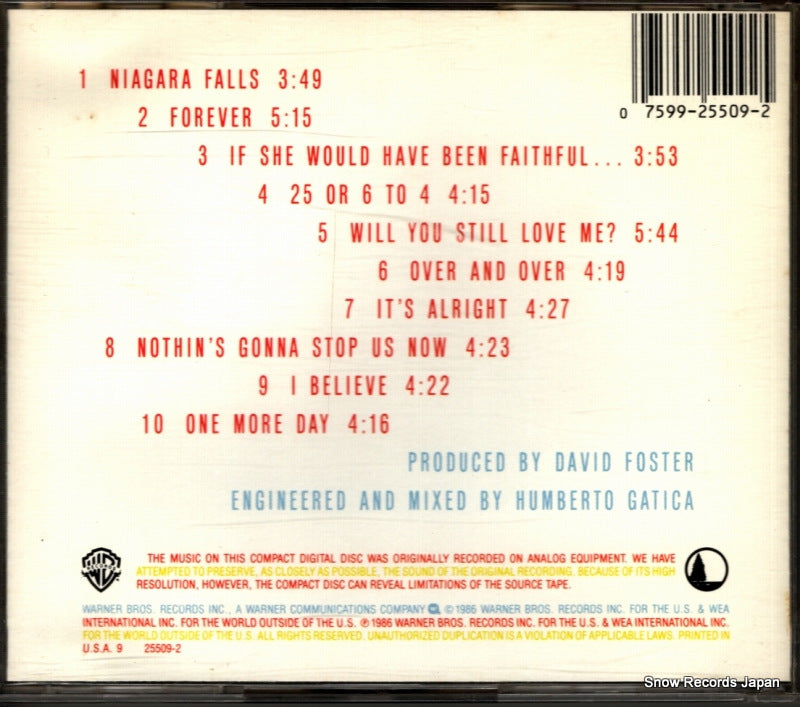 0 7599-25509-2
1 NIAGARA FALLS 3:49
2 FOREVER 5:15
3 IF SHE WOULD HAVE BEEN FAITHFUL... 3:53
4 25 OR 6 TO 4 4:15
5 WILL YOU STILL LOVE ME? 5:44
6 OVER AND OVER 4:19
7 IT'S ALRIGHT 4:27
8 NOTHIN'S GONNA STOP US NOW 4:23
9 I BELIEVE 4:22
10 ONE MORE DAY 4:16
PRODUCED BY DAVID FOSTER
ENGINEERED AND MIXED BY HUMBERTO GATICA
THE MUSIC ON THIS COMPACT DIGITAL DISC WAS ORIGINALLY RECORDED ON ANALOG EQUIPMENT. WE HAVE
ATTEMPTED TO PRESERVE, AS CLOSELY AS POSSIBLE, THE SOUND OF THE ORIGINAL RECORDING. BECAUSE OF ITS HIGH
RESOLUTION, HOWEVER, THE COMPACT DISC CAN REVEAL LIMITATIONS OF THE SOURCE TAPE.
WARNER BROS. RECORDS INC., A WARNER COMMUNICATIONS COMPANY © 1986 WARNER BROS. RECORDS INC. FOR THE U.S. & WEA
INTERNATIONAL INC. FOR THE WORLD OUTSIDE OF THE U.S. ℗ 1986 WARNER BROS. RECORDS INC. FOR THE U.S. & WEA INTERNATIONAL INC.
FOR THE WORLD OUTSIDE OF THE U.S. ALL RIGHTS RESERVED. UNAUTHORIZED DUPLICATION IS A VIOLATION OF APPLICABLE LAWS. PRINTED IN
U.S.A. 9 25509-2
Snow Records Japan